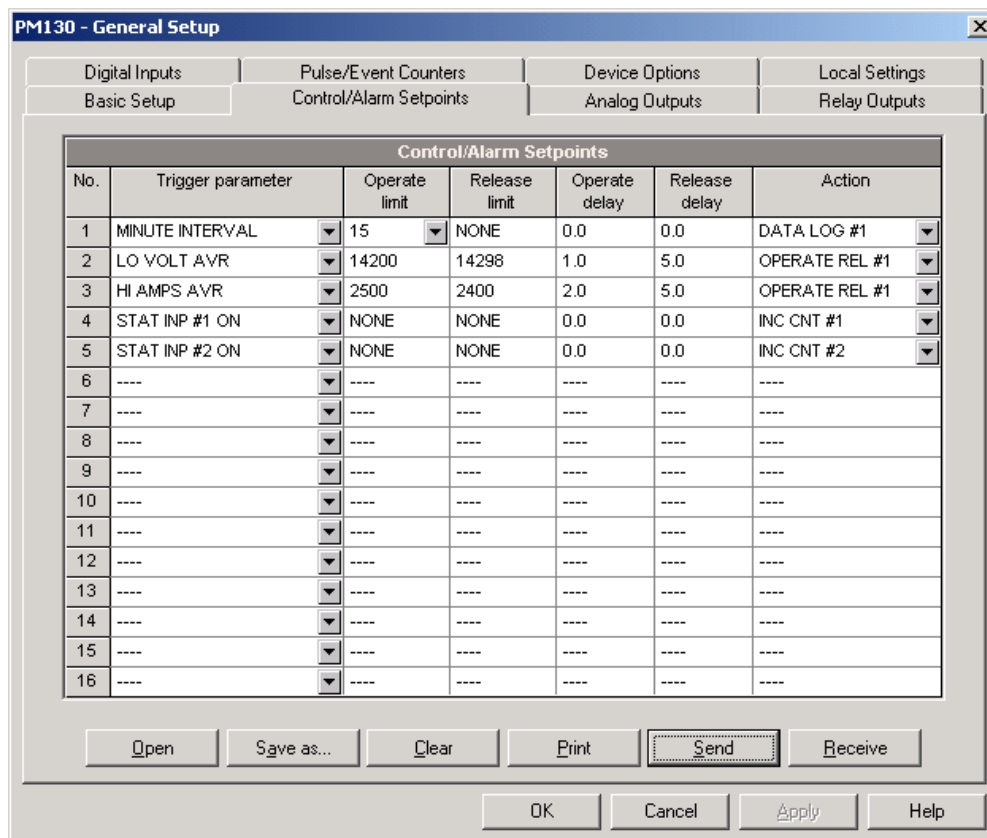 PM130 - General Setup
Digital Inputs Pulse/Event Counters Device Options Local Settings
Basic Setup Control/Alarm Setpoints Analog Outputs Relay Outputs
Control/Alarm Setpoints
No. Trigger parameter Operate limit Release limit Operate delay Release delay Action
1 MINUTE INTERVAL 15 NONE 0.0 0.0 DATA LOG #1
2 LO VOLT AVR 14200 14298 1.0 5.0 OPERATE REL #1
3 HI AMPS AVR 2500 2400 2.0 5.0 OPERATE REL #1
4 STAT INP #1 ON NONE NONE 0.0 0.0 INC CNT #1
5 STAT INP #2 ON NONE NONE 0.0 0.0 INC CNT #2
6 ---- ---- ---- ---- ---- ----
7 ---- ---- ---- ---- ---- ----
8 ---- ---- ---- ---- ---- ----
9 ---- ---- ---- ---- ---- ----
10 ---- ---- ---- ---- ---- ----
11 ---- ---- ---- ---- ---- ----
12 ---- ---- ---- ---- ---- ----
13 ---- ---- ---- ---- ---- ----
14 ---- ---- ---- ---- ---- ----
15 ---- ---- ---- ---- ---- ----
16 ---- ---- ---- ---- ---- ----
Open Save as... Clear Print Send Receive
OK Cancel Apply Help